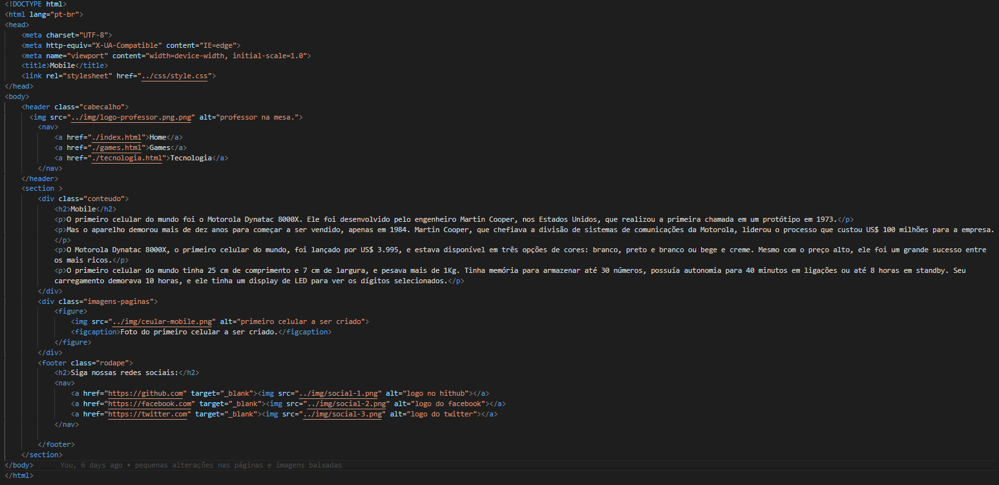 <!DOCTYPE html>
<html lang="pt-br">
<head>
    <meta charset="UTF-8">
    <meta http-equiv="X-UA-Compatible" content="IE=edge">
    <meta name="viewport" content="width=device-width, initial-scale=1.0">
    <title>Mobile</title>
    <link rel="stylesheet" href="../css/style.css">
</head>
<body>
    <header class="cabecalho">
      <img src="../img/logo-professor.png.png" alt="professor na mesa.">
        <nav>
            <a href="./index.html">Home</a>
            <a href="./games.html">Games</a>
            <a href="./tecnologia.html">Tecnologia</a>
        </nav>
    </header>
    <section >
        <div class="conteudo">
            <h2>Mobile</h2>
            <p>O primeiro celular do mundo foi o Motorola Dynatac 8000X. Ele foi desenvolvido pelo engenheiro Martin Cooper, nos Estados Unidos, que realizou a primeira chamada em um protótipo em 1973.</p>
            <p>Mas o aparelho demorou mais de dez anos para começar a ser vendido, apenas em 1984. Martin Cooper, que chefiava a divisão de sistemas de comunicações da Motorola, liderou o processo que custou US$ 100 milhões para a empresa.
            </p>
            <p>O Motorola Dynatac 8000X, o primeiro celular do mundo, foi lançado por US$ 3.995, e estava disponível em três opções de cores: branco, preto e branco ou bege e creme. Mesmo com o preço alto, ele foi um grande sucesso entre
            os mais ricos.</p>
            <p>O primeiro celular do mundo tinha 25 cm de comprimento e 7 cm de largura, e pesava mais de 1Kg. Tinha memória para armazenar até 30 números, possuía autonomia para 40 minutos em ligações ou até 8 horas em standby. Seu
            carregamento demorava 10 horas, e ele tinha um display de LED para ver os dígitos selecionados.</p>
        </div>
        <div class="imagens-paginas">
            <figure>
                <img src="../img/ceular-mobile.png" alt="primeiro celular a ser criado">
                <figcaption>Foto do primeiro celular a ser criado.</figcaption>
            </figure>
        </div>
        <footer class="rodape">
            <h2>Siga nossas redes sociais:</h2>
            <nav>
                <a href="https://github.com" target="_blank"><img src="../img/social-1.png" alt="logo no hithub"></a>
                <a href="https://facebook.com" target="_blank"><img src="../img/social-2.png" alt="logo do facebook"></a>
                <a href="https://twitter.com" target="_blank"><img src="../img/social-3.png" alt="logo do twitter"></a>
            </nav>
        </footer>
    </section>
</body>      You, 6 days ago • pequenas alterações nas páginas e imagens baixadas
</html>